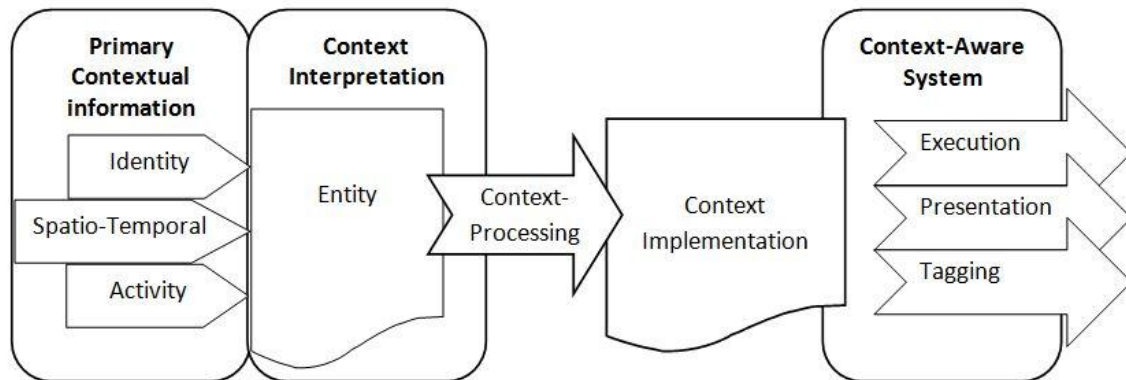 Primary
Contextual
information
Identity
Spatio-Temporal
Activity
Context
Interpretation
Entity
Context-
Processing
Context
Implementation
Context-Aware
System
Execution
Presentation
Tagging